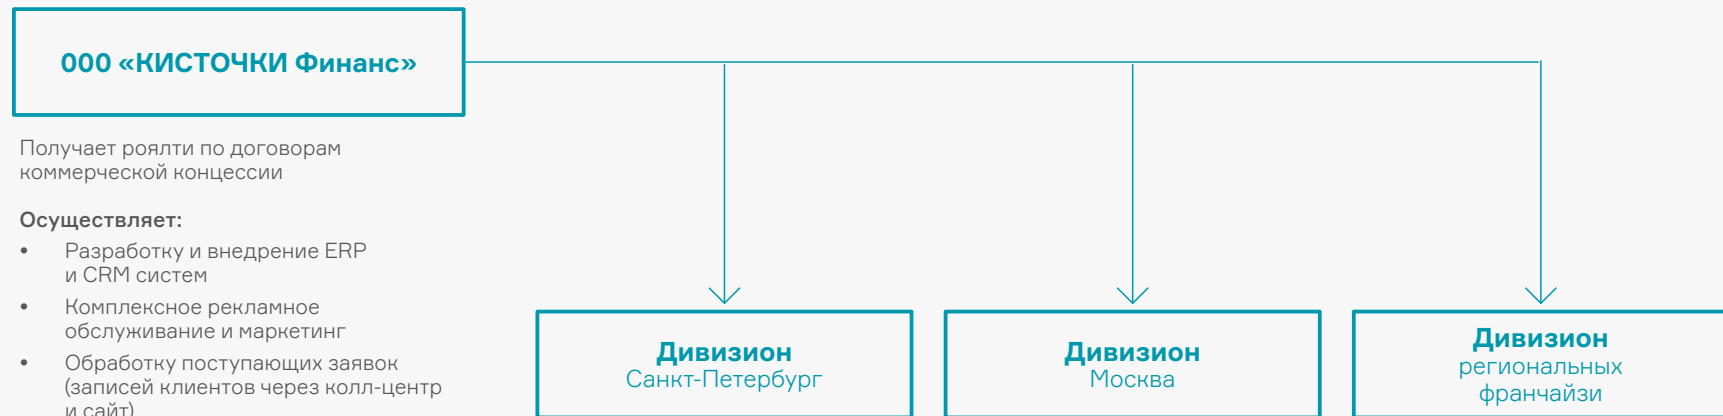 ООО «КИСТОЧКИ Финанс»
Получает роялти по договорам
коммерческой концессии
Осуществляет:
• Разработку и внедрение ERP
и CRM систем
• Комплексное рекламное
обслуживание и маркетинг
• Обработку поступающих заявок
(записей клиентов через колл-центр
и сайт)
Дивизион
Санкт-Петербург
Дивизион
Москва
Дивизион
региональных
франчайзи